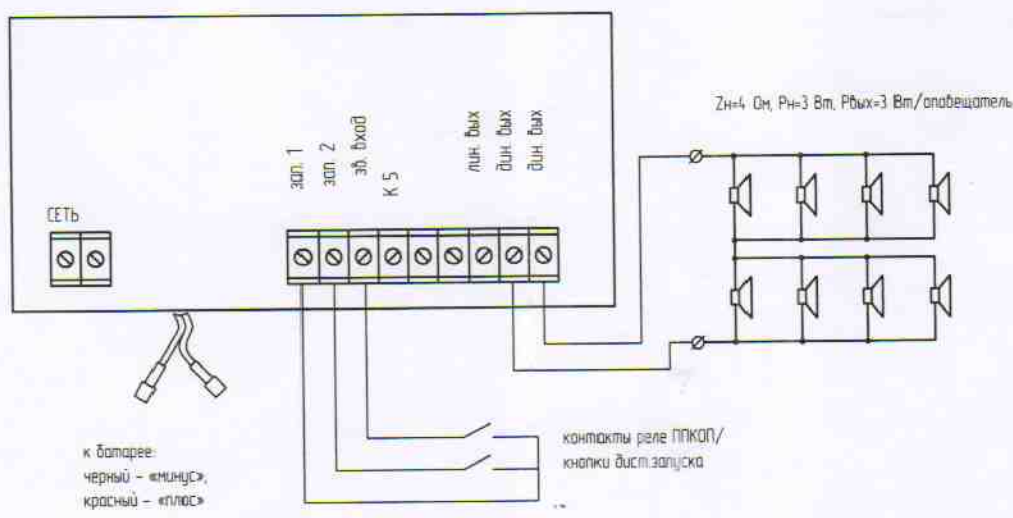 Zн=4 Ом, Рн=3 Вт, Рвых=3 Вт/оповещатель
зап. 1
зап. 2
зв. вход
К 5
лин. вых
дин. вых
дин. вых
СЕТЬ
контакты реле ППКОП/
кнопки дист.запуска
к батарее:
черный – «минус»,
красный – «плюс»